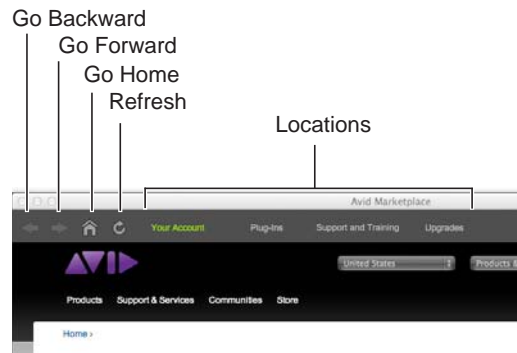 Go Backward
Go Forward
Go Home
Refresh
Locations
Avid Marketplace
Your Account Plug-Ins Support and Training Upgrades
AVID
United States Products &
Products Support & Services Communities Store
Home ›